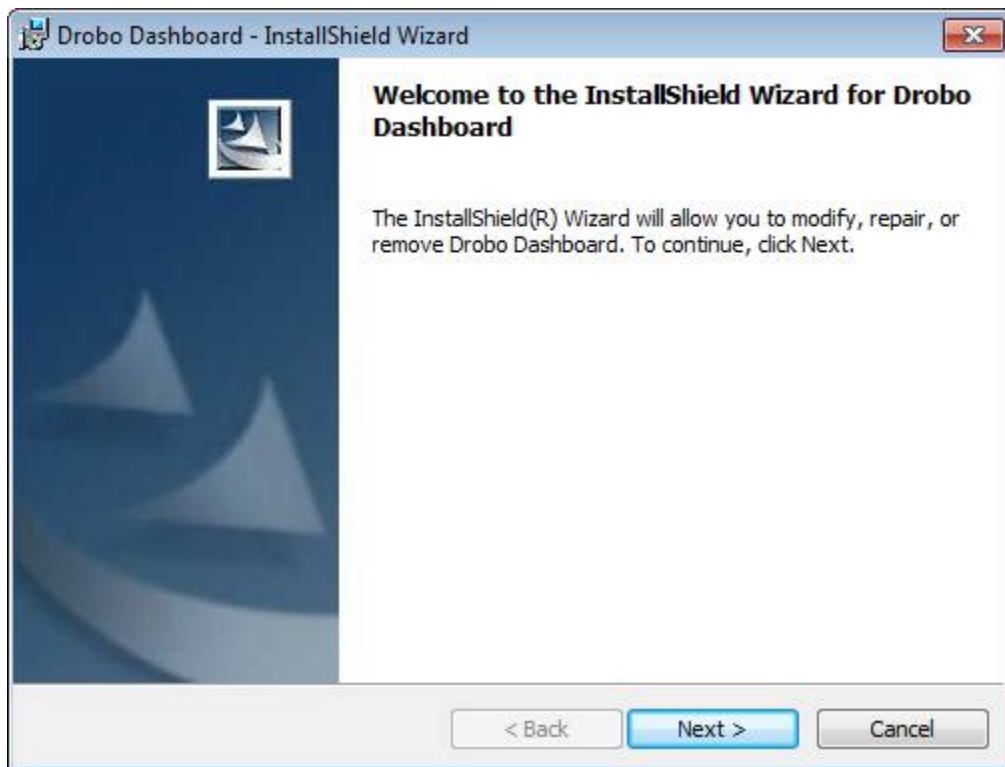 Drobo Dashboard - InstallShield Wizard
Welcome to the InstallShield Wizard for Drobo
Dashboard
The InstallShield(R) Wizard will allow you to modify, repair, or
remove Drobo Dashboard. To continue, click Next.
< Back Next > Cancel